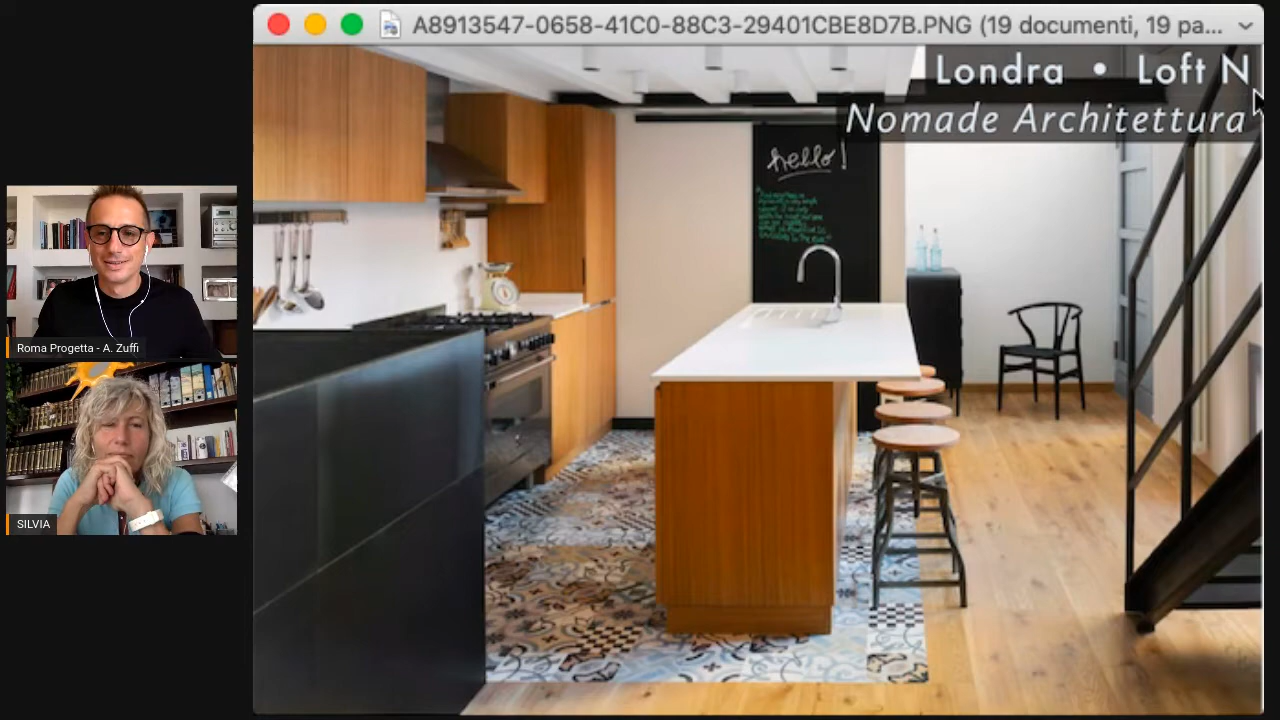 A8913547-0658-41C0-88C3-29401CBE8D7B.PNG (19 documenti, 19 pa...
Londra • Loft N
Nomade Architettura
hello!
Roma Progetta - A. Zuffi
SILVIA